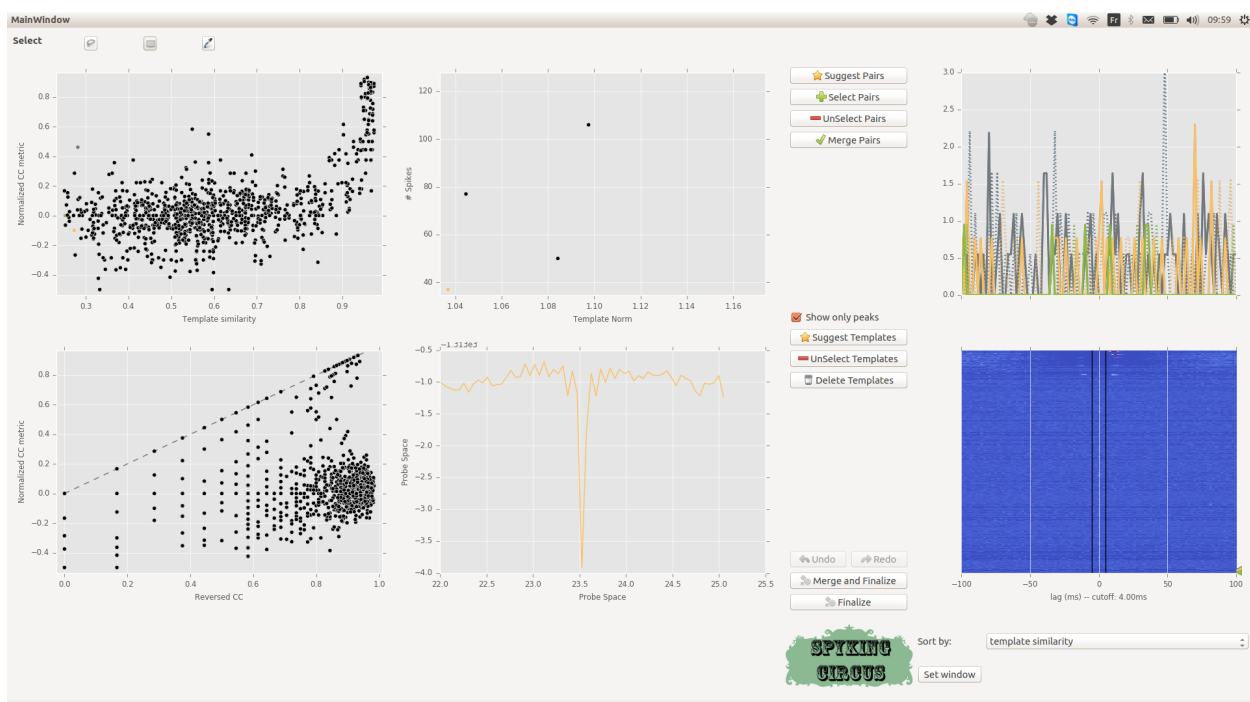 MainWindow
Fr
09:59
Select
Normalized CC metric
0.8
0.6
0.4
0.2
0.0
−0.2
−0.4
0.3 0.4 0.5 0.6 0.7 0.8 0.9
Template similarity
# Spikes
120
100
80
60
40
1.04 1.06 1.08 1.10 1.12 1.14 1.16
Template Norm
Suggest Pairs
Select Pairs
UnSelect Pairs
Merge Pairs
3.0
2.5
2.0
1.5
1.0
0.5
0.0
Show only peaks
Suggest Templates
UnSelect Templates
Delete Templates
Normalized CC metric
0.8
0.6
0.4
0.2
0.0
−0.2
−0.4
0.0 0.2 0.4 0.6 0.8 1.0
Reversed CC
Probe Space
−0.5
−1.0
−1.5
−2.0
−2.5
−3.0
−3.5
−4.0
22.0 22.5 23.0 23.5 24.0 24.5 25.0 25.5
Probe Space
Undo Redo
Merge and Finalize
Finalize
−100 −50 0 50 100
lag (ms) -- cutoff: 4.00ms
SPYKING
CIRCUS
Sort by: template similarity
Set window